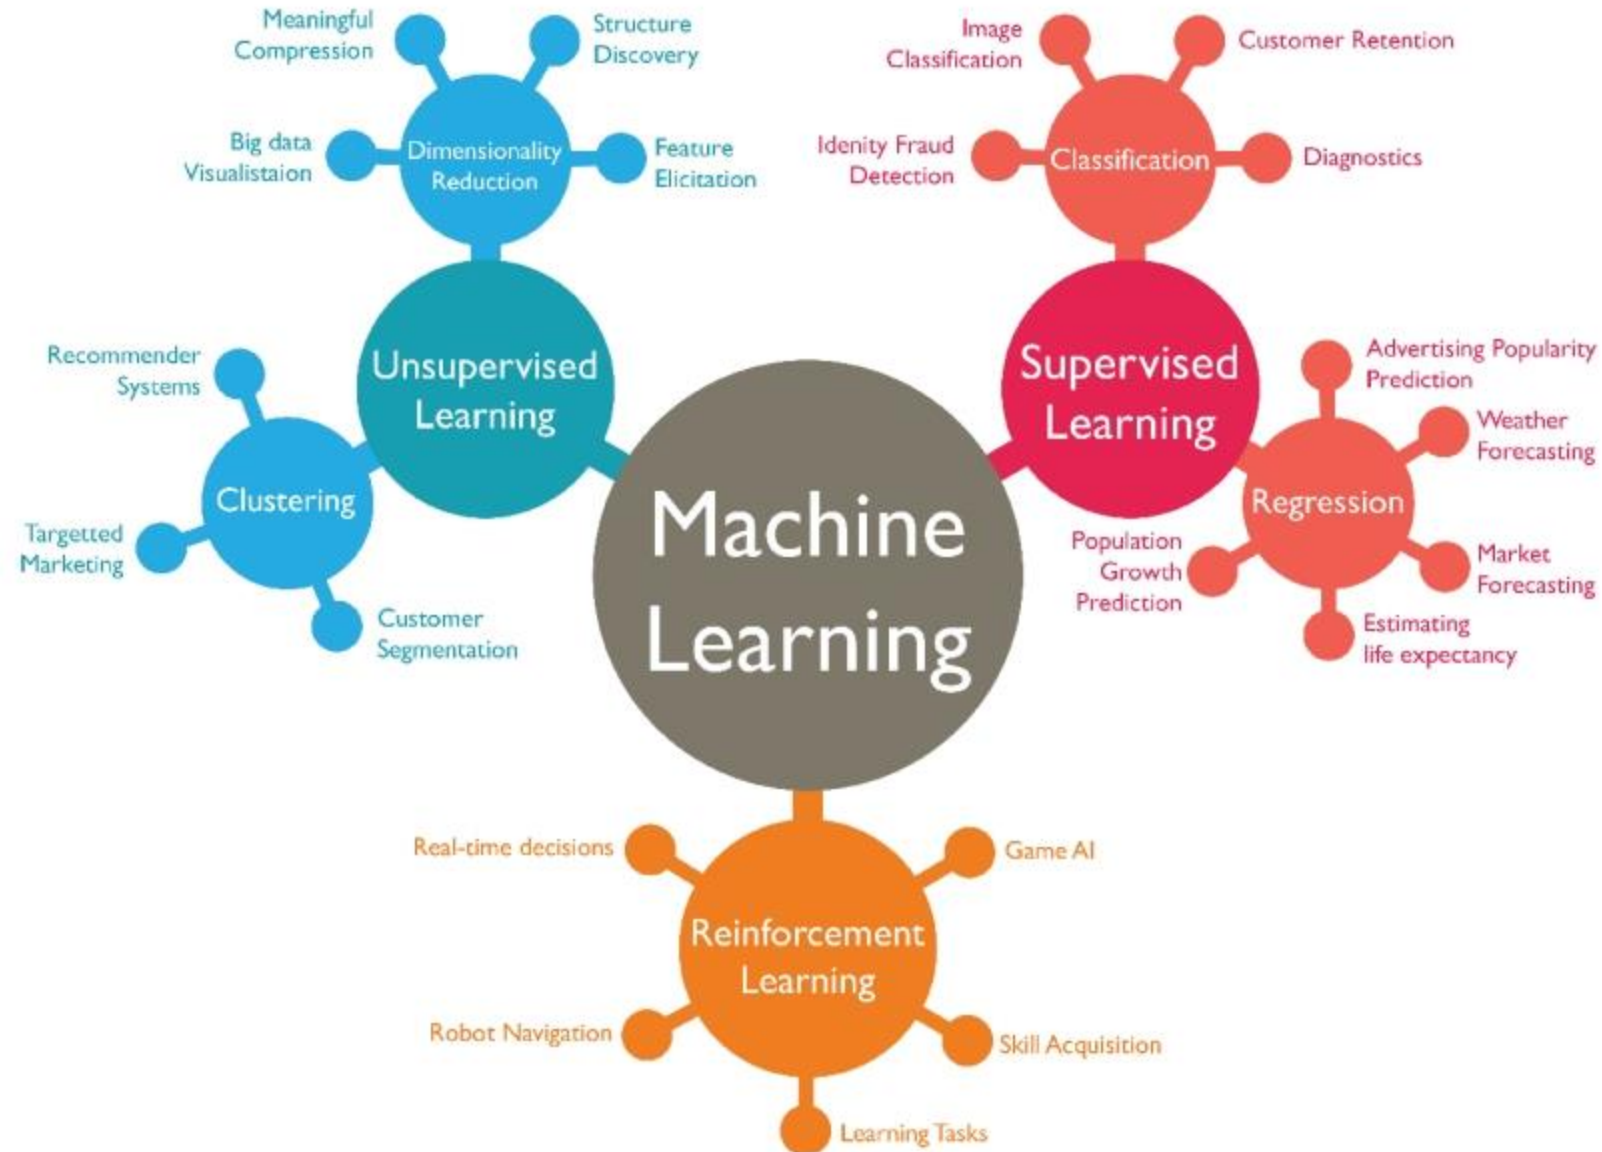 Meaningful
Compression
Structure
Discovery
Big data
Visualistaion
Dimensionality
Reduction
Feature
Elicitation
Image
Classification
Customer Retention
Idenity Fraud
Detection
Classification
Diagnostics
Unsupervised
Learning
Recommender
Systems
Clustering
Targetted
Marketing
Customer
Segmentation
Machine
Learning
Supervised
Learning
Advertising Popularity
Prediction
Weather
Forecasting
Regression
Population
Growth
Prediction
Market
Forecasting
Estimating
life expectancy
Real-time decisions
Game AI
Reinforcement
Learning
Robot Navigation
Skill Acquisition
Learning Tasks